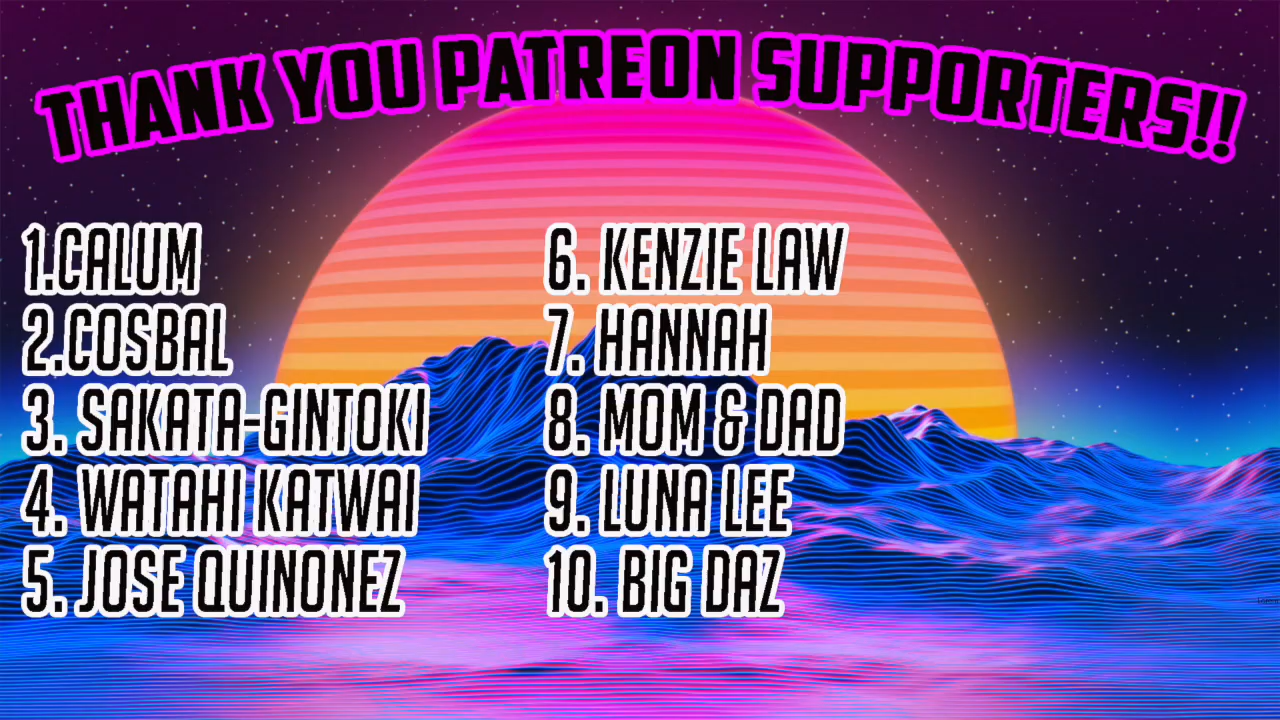 THANK YOU PATREON SUPPORTERS!!
1.CALUM
2.COSBAL
3. SAKATA-GINTOKI
4. WATAHI KATWAI
5. JOSE QUINONEZ
6. KENZIE LAW
7. HANNAH
8. MOM & DAD
9. LUNA LEE
10. BIG DAZ